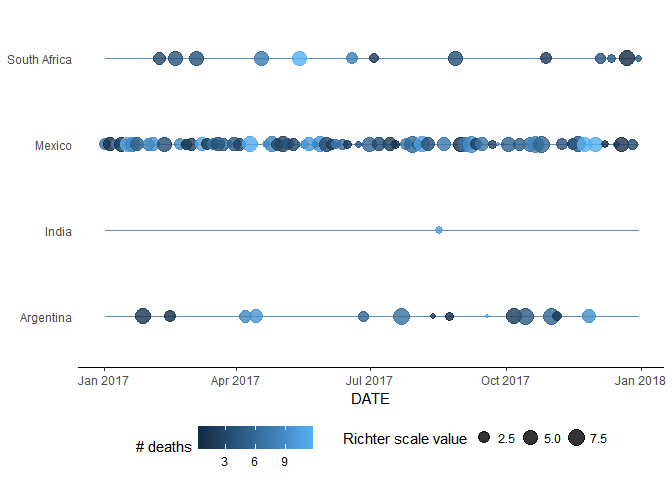 South Africa
Mexico
India
Argentina
Jan 2017 Apr 2017 Jul 2017 Oct 2017 Jan 2018
DATE
# deaths 3 6 9
Richter scale value 2.5 5.0 7.5